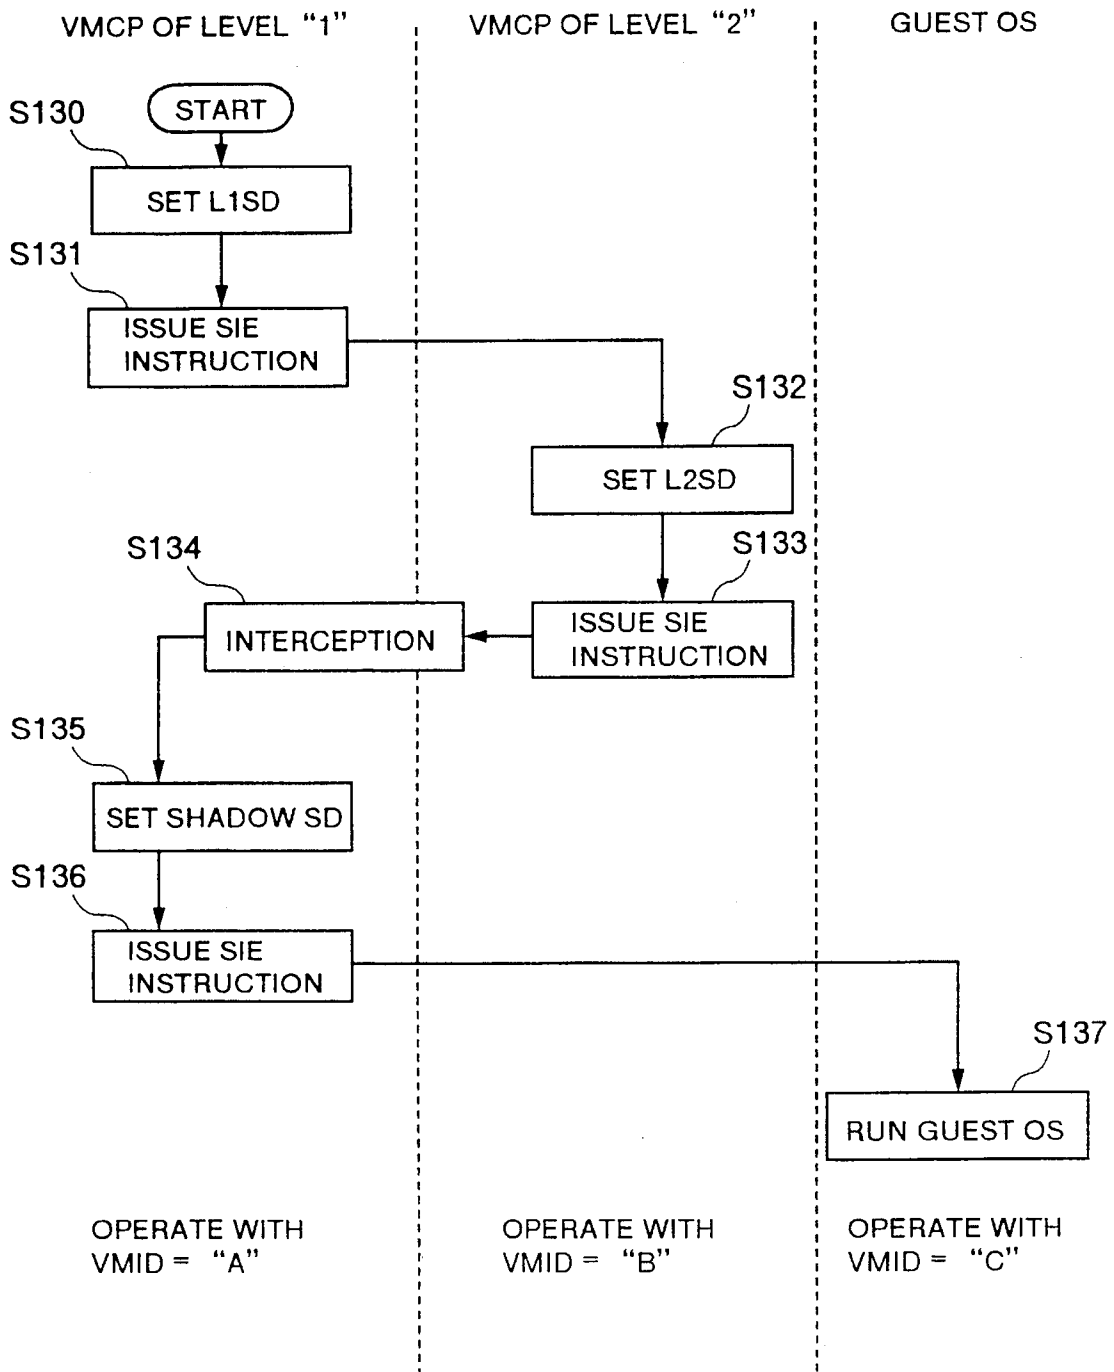 VMCP OF LEVEL “1”
VMCP OF LEVEL “2”
GUEST OS
START
S130
SET L1SD
S131
ISSUE SIE
INSTRUCTION
S132
SET L2SD
S133
ISSUE SIE
INSTRUCTION
S134
INTERCEPTION
S135
SET SHADOW SD
S136
ISSUE SIE
INSTRUCTION
S137
RUN GUEST OS
OPERATE WITH
VMID = “A”
OPERATE WITH
VMID = “B”
OPERATE WITH
VMID = “C”